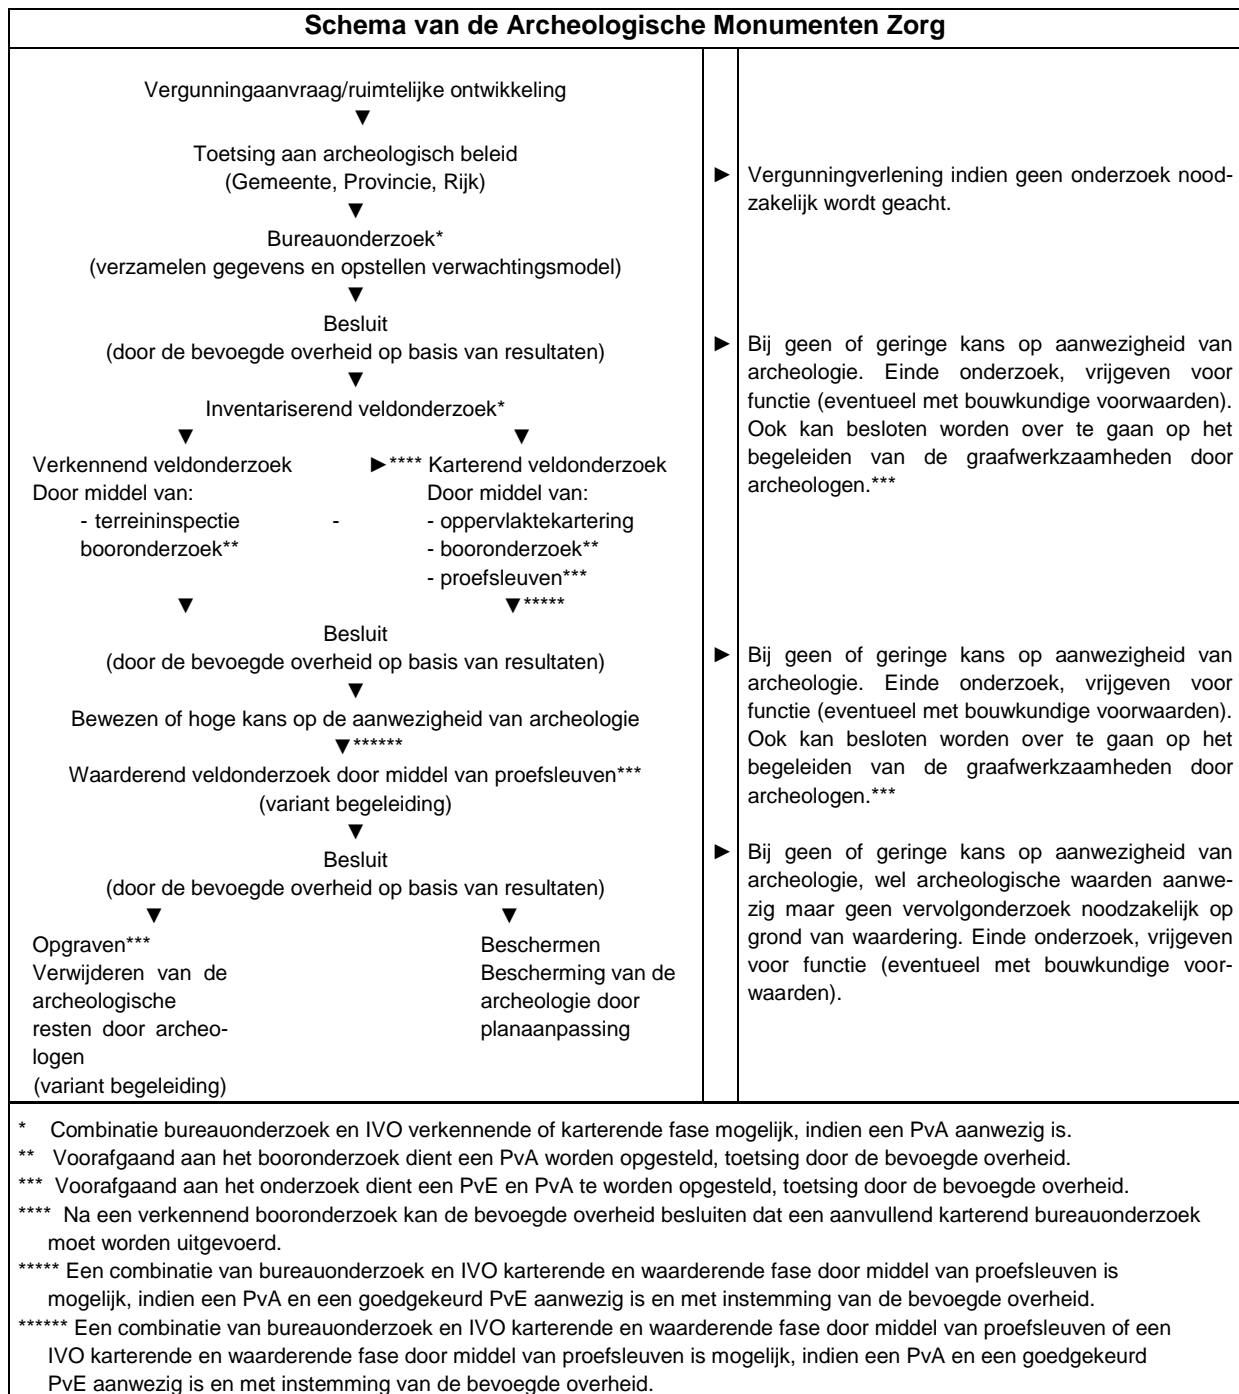 Schema van de Archeologische Monumenten Zorg
Vergunningaanvraag/ruimtelijke ontwikkeling
▼
Toetsing aan archeologisch beleid
(Gemeente, Provincie, Rijk)
► Vergunningverlening indien geen onderzoek nood-
zakelijk wordt geacht.
▼
Bureauonderzoek*
(verzamelen gegevens en opstellen verwachtingsmodel)
▼
Besluit
(door de bevoegde overheid op basis van resultaten)
► Bij geen of geringe kans op aanwezigheid van
archeologie. Einde onderzoek, vrijgeven voor
functie (eventueel met bouwkundige voorwaarden).
Ook kan besloten worden over te gaan op het
begeleiden van de graafwerkzaamheden door
archeologen.***
▼
Inventariserend veldonderzoek*
▼ ▼
Verkennend veldonderzoek ►**** Karterend veldonderzoek
Door middel van: Door middel van:
- terreininspectie - - oppervlaktekartering
booronderzoek** - booronderzoek**
- proefsleuven***
▼ ▼*****
Besluit
(door de bevoegde overheid op basis van resultaten)
► Bij geen of geringe kans op aanwezigheid van
archeologie. Einde onderzoek, vrijgeven voor
functie (eventueel met bouwkundige voorwaarden).
Ook kan besloten worden over te gaan op het
begeleiden van de graafwerkzaamheden door
archeologen.***
▼
Bewezen of hoge kans op de aanwezigheid van archeologie
▼******
Waarderend veldonderzoek door middel van proefsleuven***
(variant begeleiding)
▼
Besluit
(door de bevoegde overheid op basis van resultaten)
► Bij geen of geringe kans op aanwezigheid van
archeologie, wel archeologische waarden aanwe-
zig maar geen vervolgonderzoek noodzakelijk op
grond van waardering. Einde onderzoek, vrijgeven
voor functie (eventueel met bouwkundige voor-
waarden).
▼ ▼
Opgraven***
Verwijderen van de
archeologische
resten door archeo-
logen
(variant begeleiding)
Beschermen
Bescherming van de
archeologie door
planaanpassing
* Combinatie bureauonderzoek en IVO verkennende of karterende fase mogelijk, indien een PvA aanwezig is.
** Voorafgaand aan het booronderzoek dient een PvA worden opgesteld, toetsing door de bevoegde overheid.
*** Voorafgaand aan het onderzoek dient een PvE en PvA te worden opgesteld, toetsing door de bevoegde overheid.
**** Na een verkennend booronderzoek kan de bevoegde overheid besluiten dat een aanvullend karterend bureauonderzoek
moet worden uitgevoerd.
***** Een combinatie van bureauonderzoek en IVO karterende en waarderende fase door middel van proefsleuven is
mogelijk, indien een PvA en een goedgekeurd PvE aanwezig is en met instemming van de bevoegde overheid.
****** Een combinatie van bureauonderzoek en IVO karterende en waarderende fase door middel van proefsleuven of een
IVO karterende en waarderende fase door middel van proefsleuven is mogelijk, indien een PvA en een goedgekeurd
PvE aanwezig is en met instemming van de bevoegde overheid.